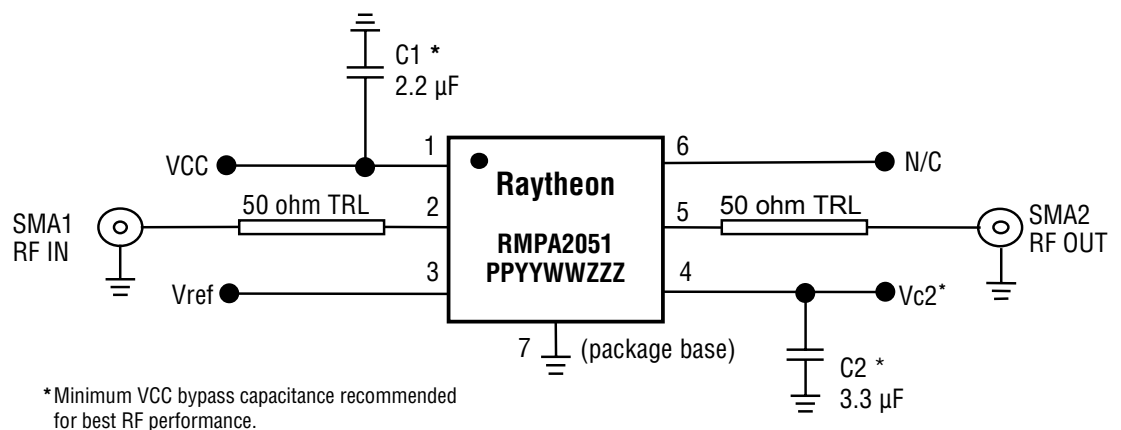 C1 *
2.2 µF
VCC
1
6
N/C
Raytheon
SMA1
RF IN
50 ohm TRL
2
5
50 ohm TRL
SMA2
RF OUT
RMPA2051
PPYYWWZZZ
Vref
3
4
Vc2*
7
(package base)
C2 *
3.3 µF
*Minimum VCC bypass capacitance recommended
for best RF performance.